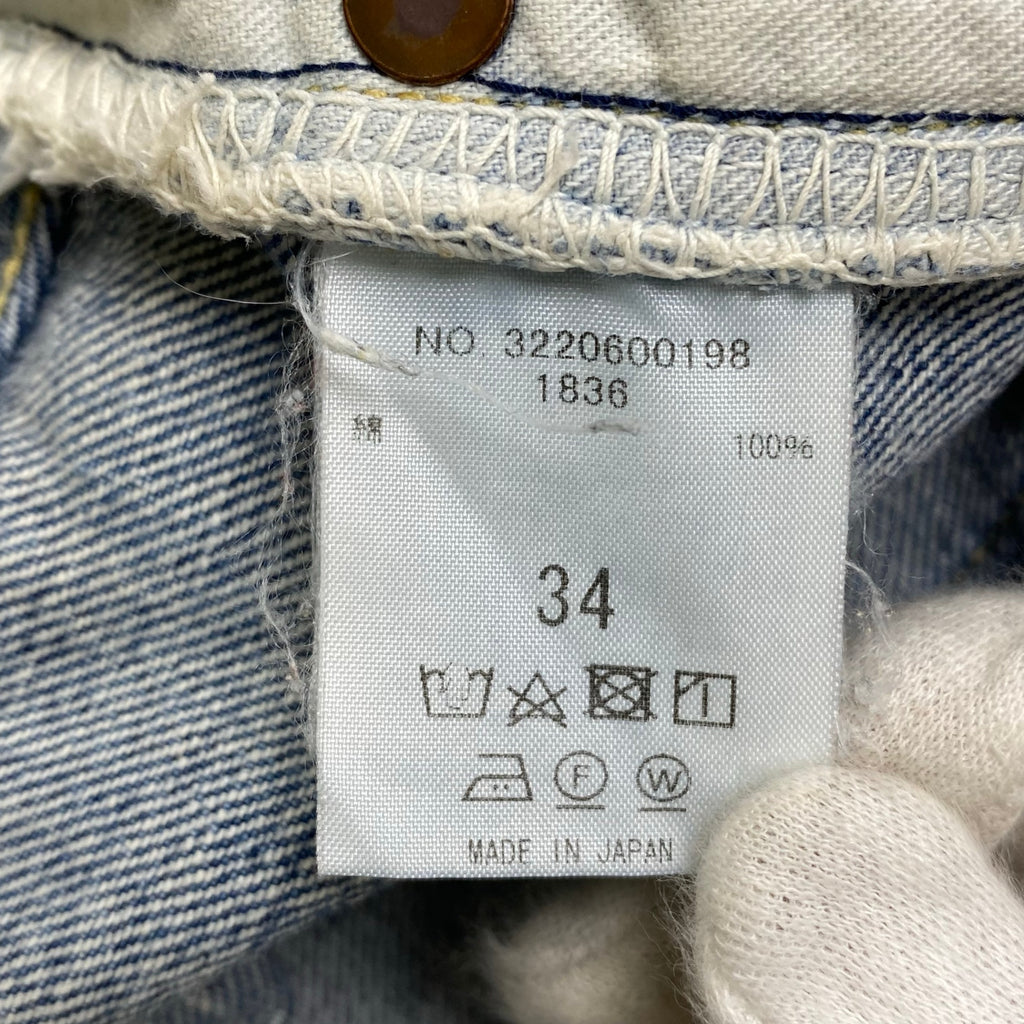 NO. 3220600198
1836
綿 100%
34
F W
MADE IN JAPAN